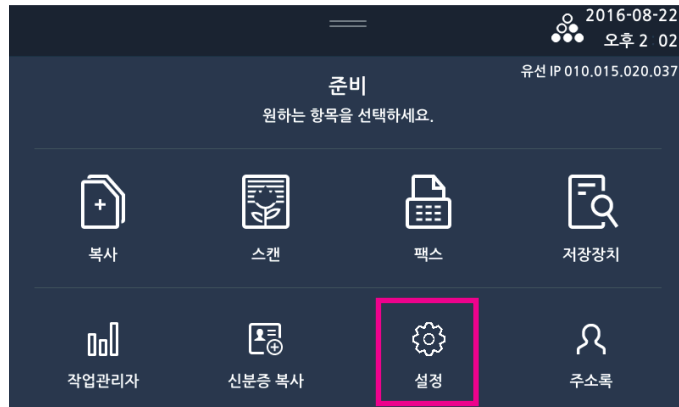 2016-08-22
오후 2 02
유선 IP 010.015.020.037
준비
원하는 항목을 선택하세요.
복사 스캔 팩스 저장장치
작업관리자 신분증 복사 설정 주소록